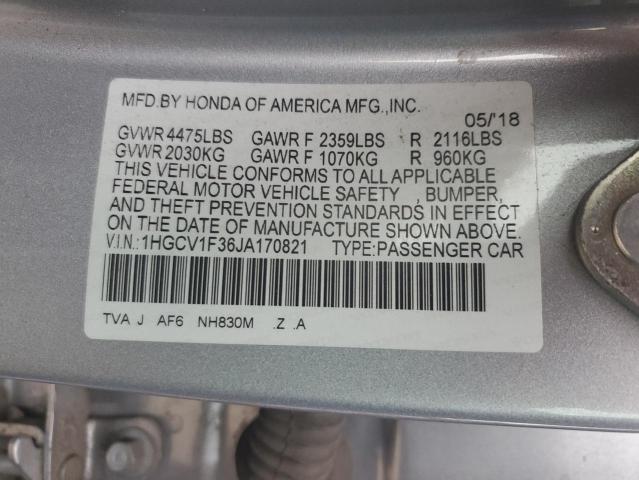 MFD.BY HONDA OF AMERICA MFG.,INC.
05/'18
GVWR 4475LBS GAWR F 2359LBS R 2116LBS
GVWR 2030KG GAWR F 1070KG R 960KG
THIS VEHICLE CONFORMS TO ALL APPLICABLE
FEDERAL MOTOR VEHICLE SAFETY , BUMPER,
AND THEFT PREVENTION STANDARDS IN EFFECT
ON THE DATE OF MANUFACTURE SHOWN ABOVE.
V.I.N.:1HGCV1F36JA170821 TYPE:PASSENGER CAR
TVA J AF6 NH830M .Z .A